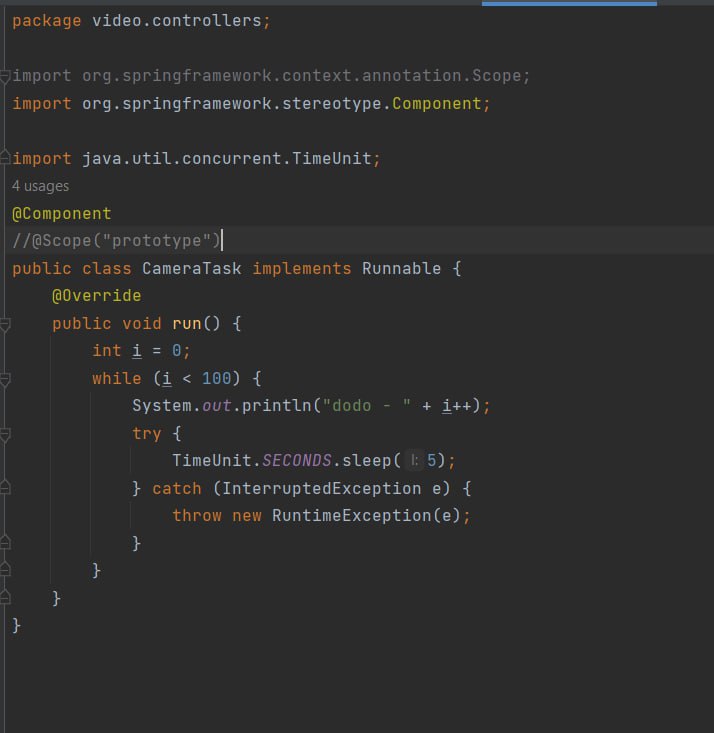 package video.controllers;
import org.springframework.context.annotation.Scope;
import org.springframework.stereotype.Component;
import java.util.concurrent.TimeUnit;
4 usages
@Component
//@Scope("prototype")
public class CameraTask implements Runnable {
@Override
public void run() {
int i = 0;
while (i < 100) {
System.out.println("dodo - " + i++);
try {
TimeUnit.SECONDS.sleep( l: 5);
} catch (InterruptedException e) {
throw new RuntimeException(e);
}
}
}
}